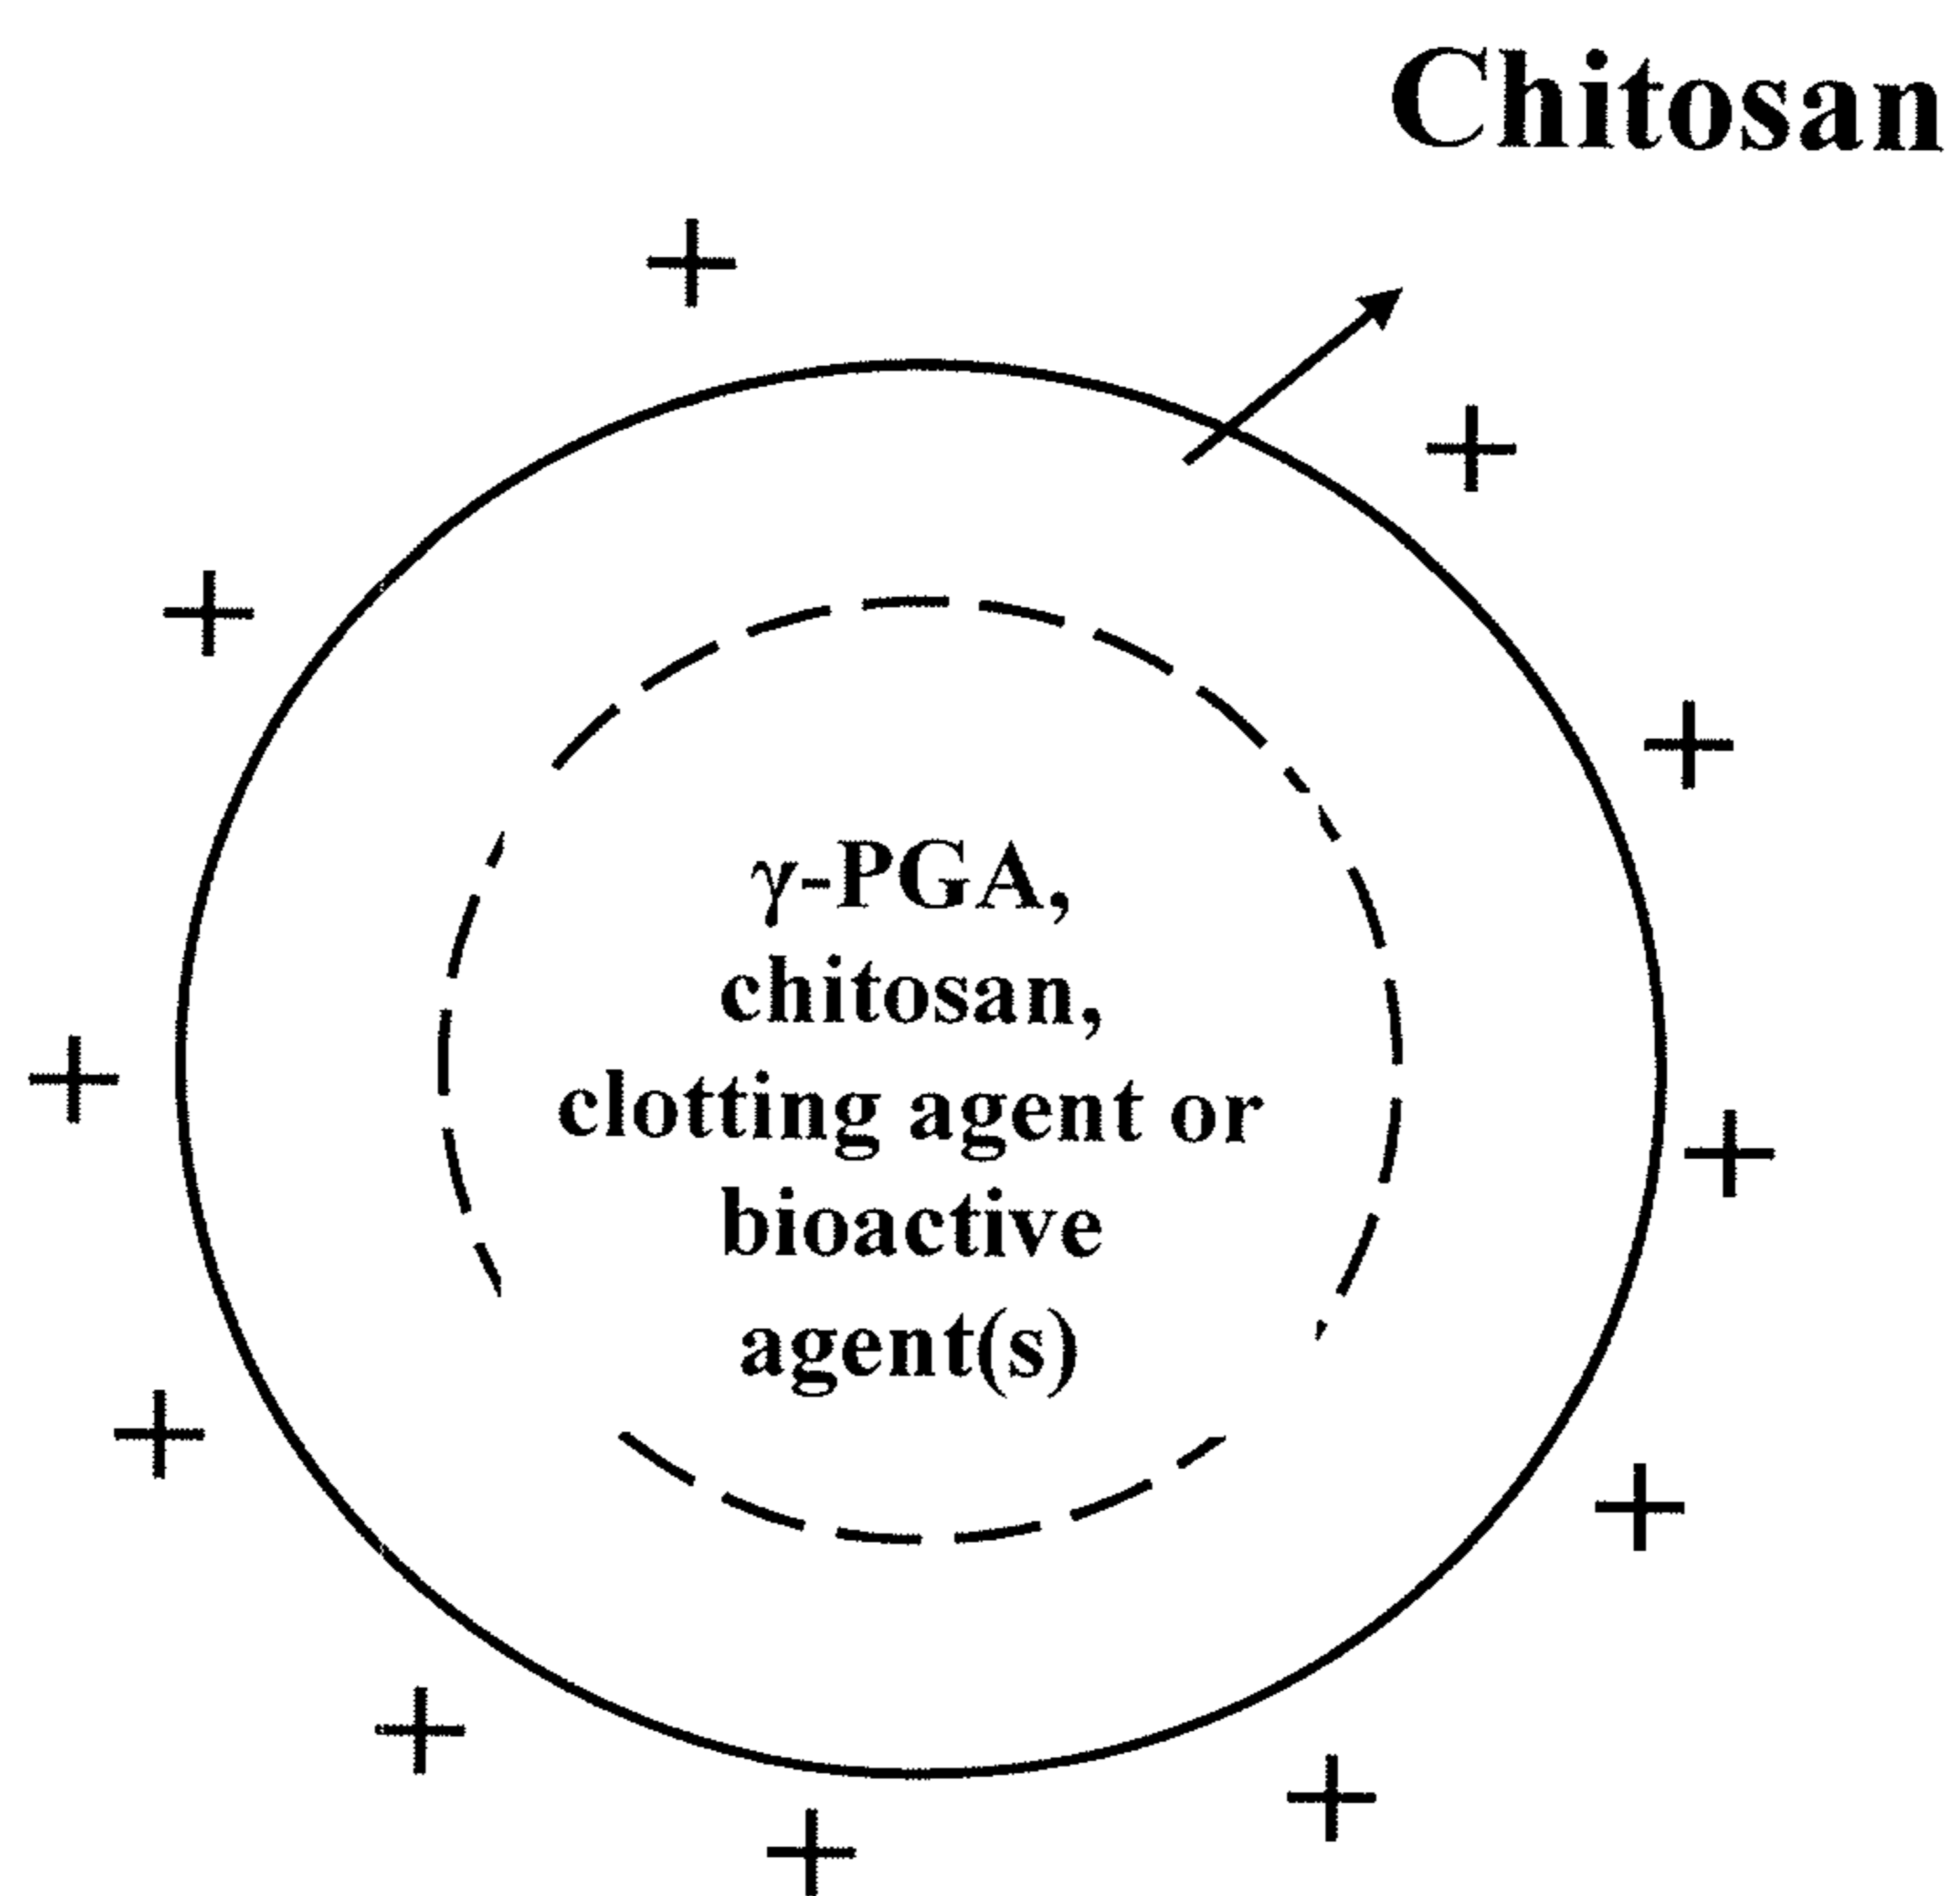 Chitosan
γ-PGA,
chitosan,
clotting agent or
bioactive
agent(s)